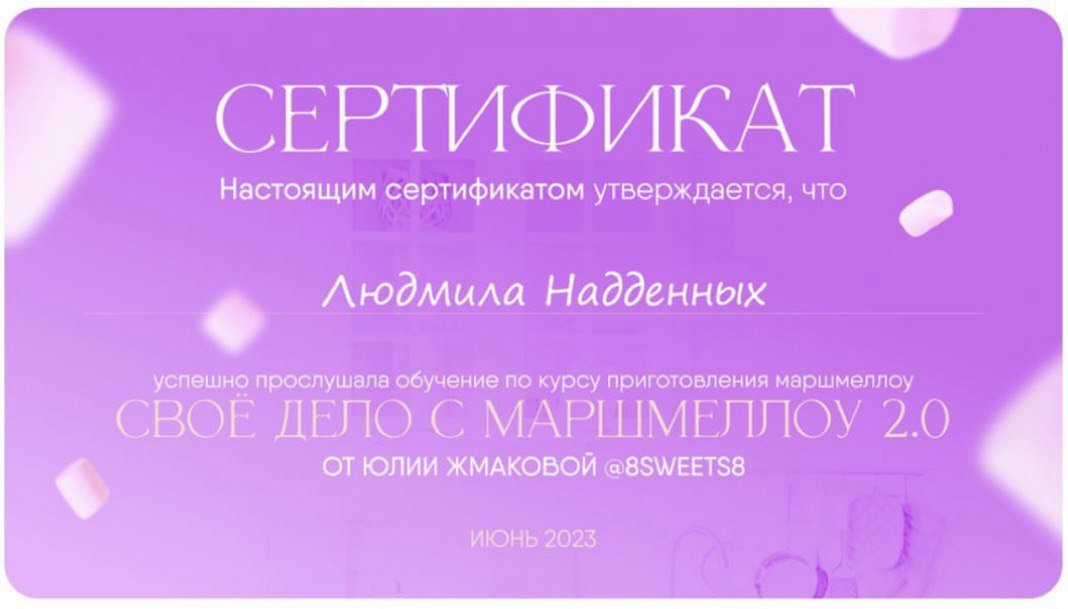 СЕРТИФИКАТ
Настоящим сертификатом утверждается, что
Людмила Надденных
успешно прослушала обучение по курсу приготовления маршмеллоу
СВОЁ ДЕЛО С МАРШМЕЛЛОУ 2.0
ОТ ЮЛИИ ЖМАКОВОЙ @8SWEETS8
ИЮНЬ 2023